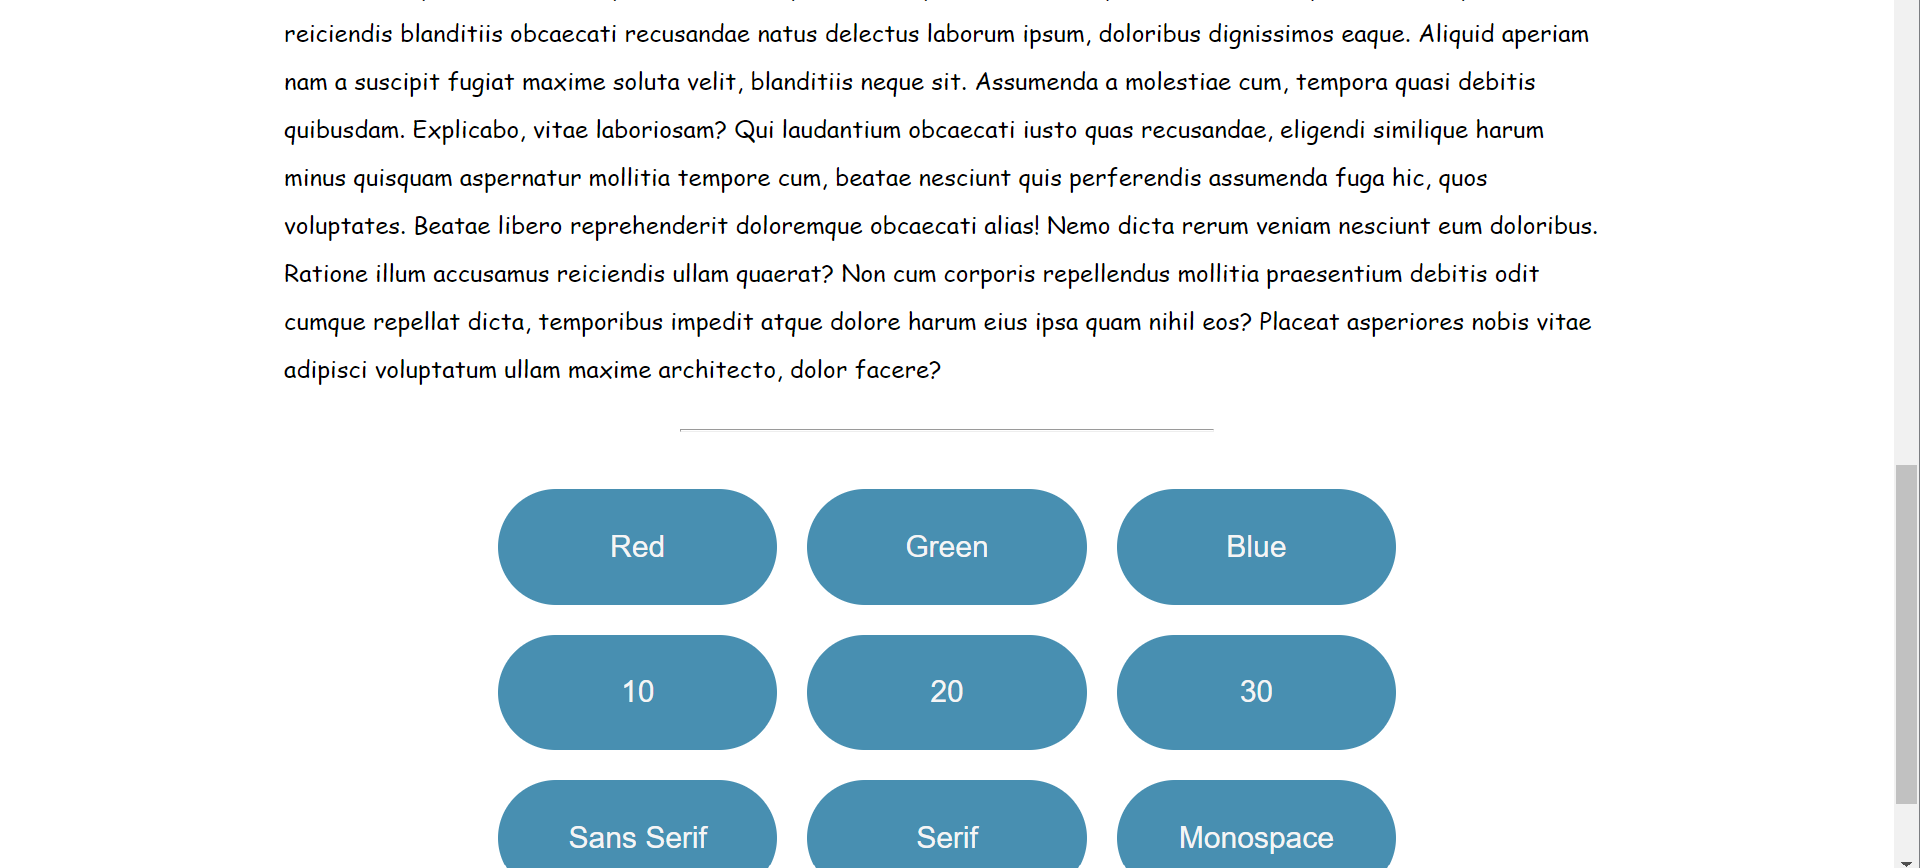 reiciendis blanditiis obcaecati recusandae natus delectus laborum ipsum, doloribus dignissimos eaque. Aliquid aperiam
nam a suscipit fugiat maxime soluta velit, blanditiis neque sit. Assumenda a molestiae cum, tempora quasi debitis
quibusdam. Explicabo, vitae laboriosam? Qui laudantium obcaecati iusto quas recusandae, eligendi similique harum
minus quisquam aspernatur mollitia tempore cum, beatae nesciunt quis perferendis assumenda fuga hic, quos
voluptates. Beatae libero reprehenderit doloremque obcaecati alias! Nemo dicta rerum veniam nesciunt eum doloribus.
Ratione illum accusamus reiciendis ullam quaerat? Non cum corporis repellendus mollitia praesentium debitis odit
cumque repellat dicta, temporibus impedit atque dolore harum eius ipsa quam nihil eos? Placeat asperiores nobis vitae
adipisci voluptatum ullam maxime architecto, dolor facere?
Red Green Blue
10 20 30
Sans Serif Serif Monospace